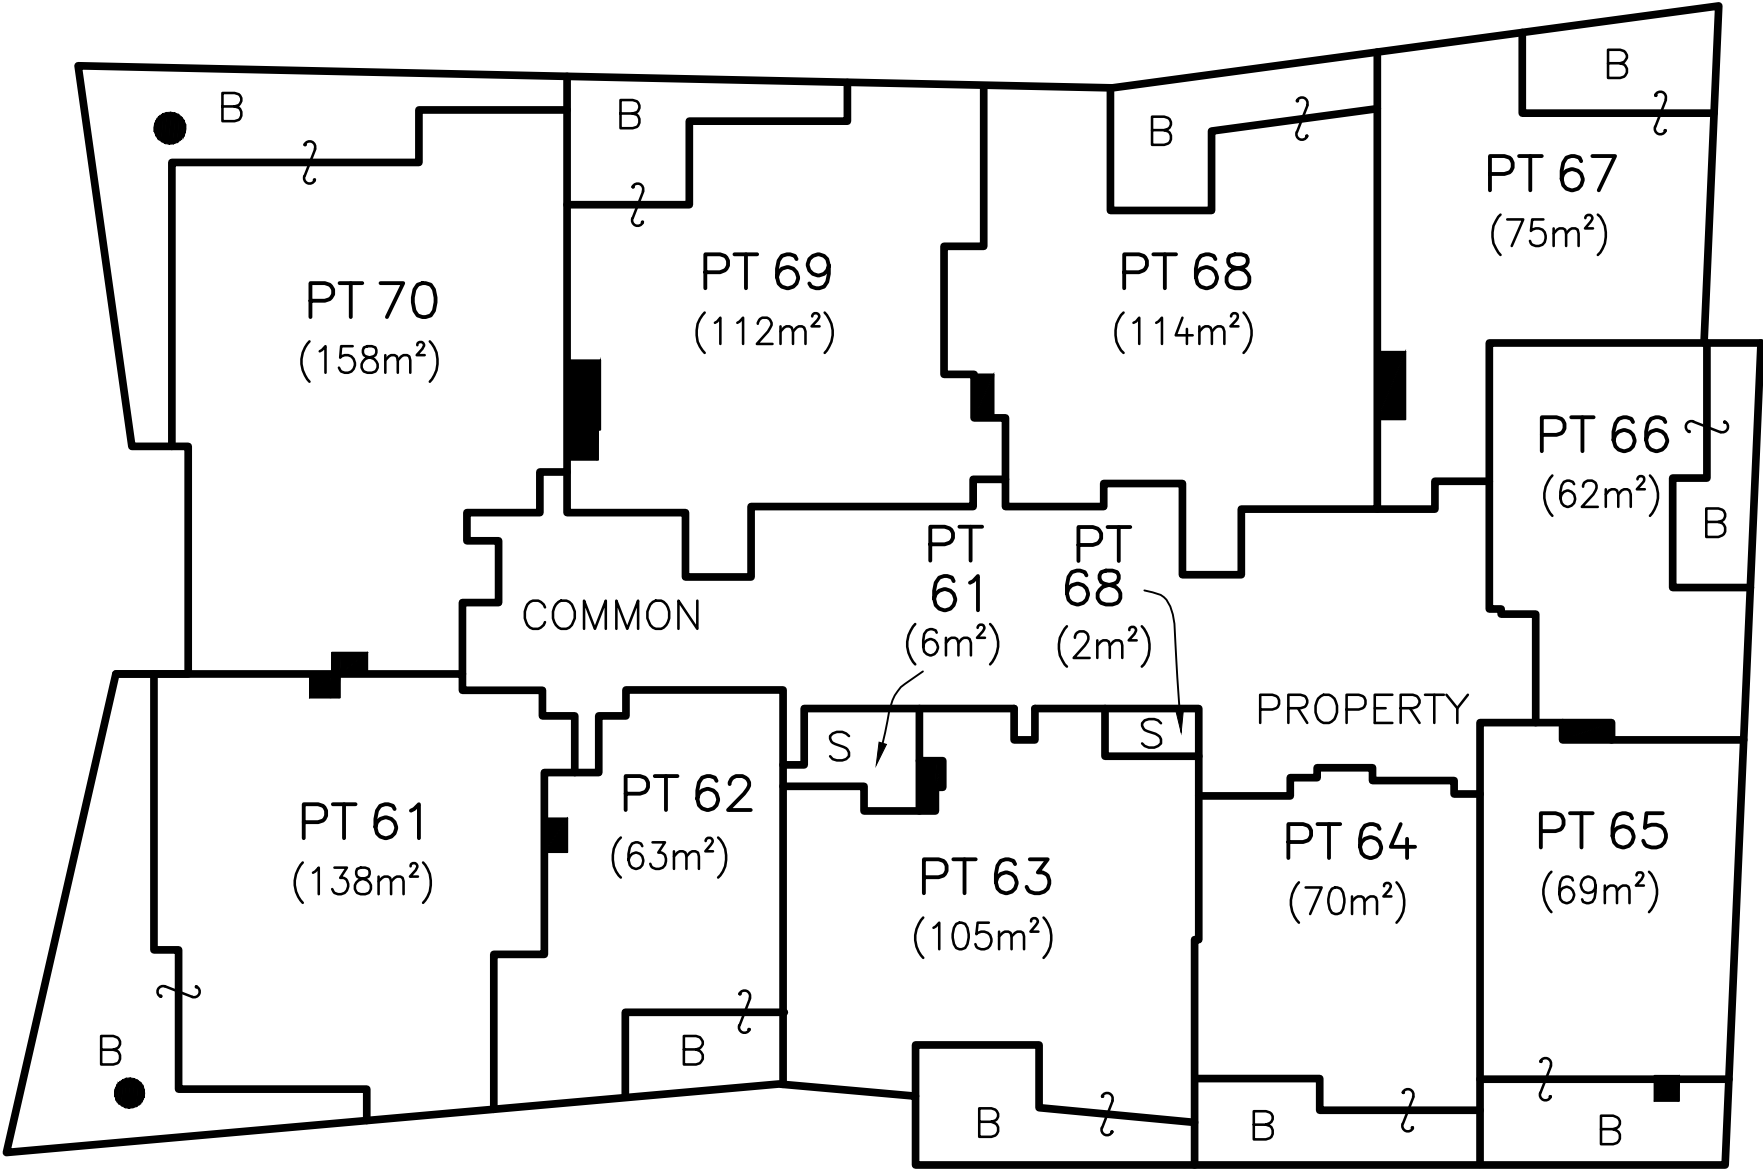 B
B
B
B
PT 67
(75m²)
PT 70
(158m²)
PT 69
(112m²)
PT 68
(114m²)
PT 66
(62m²)
B
PT
61
(6m²)
PT
68
(2m²)
COMMON
PROPERTY
S
S
PT 61
(138m²)
PT 62
(63m²)
PT 63
(105m²)
PT 64
(70m²)
PT 65
(69m²)
B
B
B
B
B